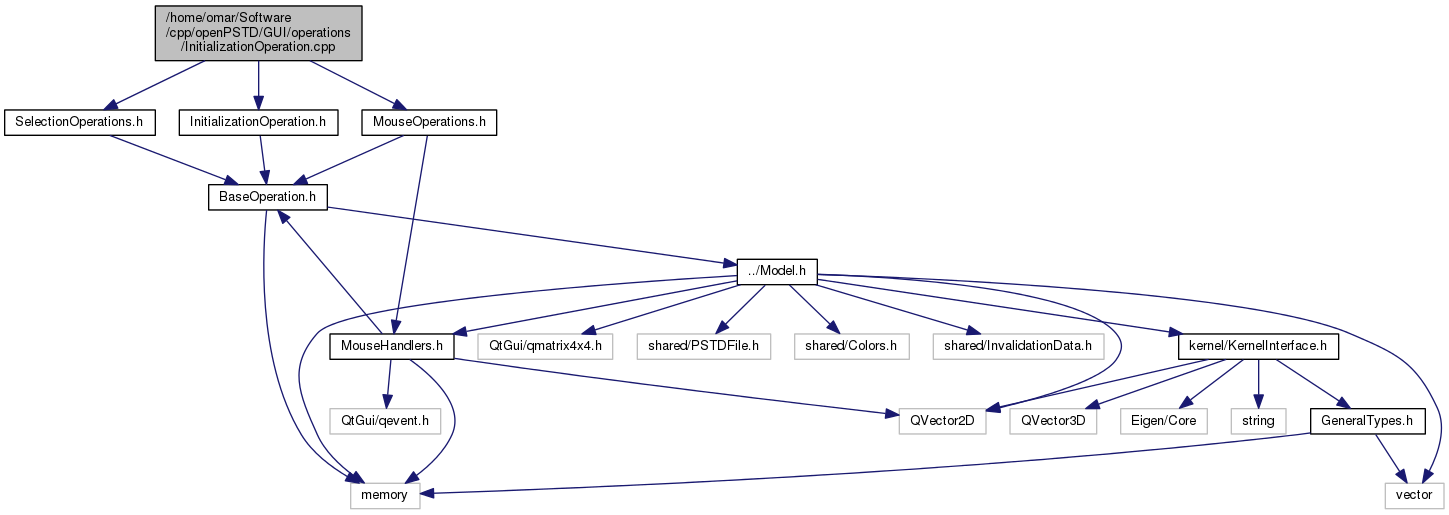 /home/omar/Software
/cpp/openPSTD/GUI/operations
/InitializationOperation.cpp
SelectionOperations.h
InitializationOperation.h
MouseOperations.h
BaseOperation.h
../Model.h
MouseHandlers.h
QtGui/qmatrix4x4.h
shared/PSTDFile.h
shared/Colors.h
shared/InvalidationData.h
kernel/KernelInterface.h
QtGui/qevent.h
QVector2D
QVector3D
Eigen/Core
string
GeneralTypes.h
memory
vector